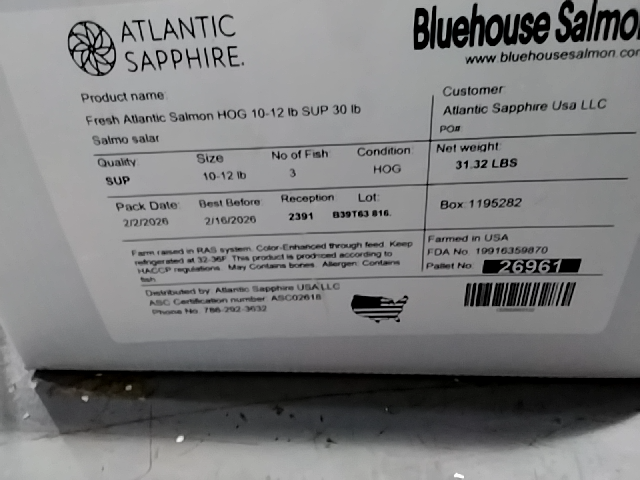 ATLANTIC
SAPPHIRE.
Bluehouse Salmo
www.bluehousesalmon.com
Product name:
Fresh Atlantic Salmon HOG 10-12 lb SUP 30 lb
Salmo salar
Customer:
Atlantic Sapphire Usa LLC
PO#:
Quality: Size No of Fish Condition:
SUP 10-12 lb 3 HOG
Net weight:
31.32 LBS
Pack Date: Best Before: Reception Lot:
2/2/2026 2/16/2026 2391 B39T63 816.
Box: 1195282
Farm raised in RAS system. Color-Enhanced through feed. Keep
refrigerated at 32-36F. This product is produced according to
HACCP regulations. May Contains bones. Allergen: Contains
fish.
Farmed in USA
FDA No: 19916359870
Pallet No: 26961
Distributed by: Atlantic Sapphire USA LLC
ASC Certification number: ASC02618
Phone No: 786-292-3632